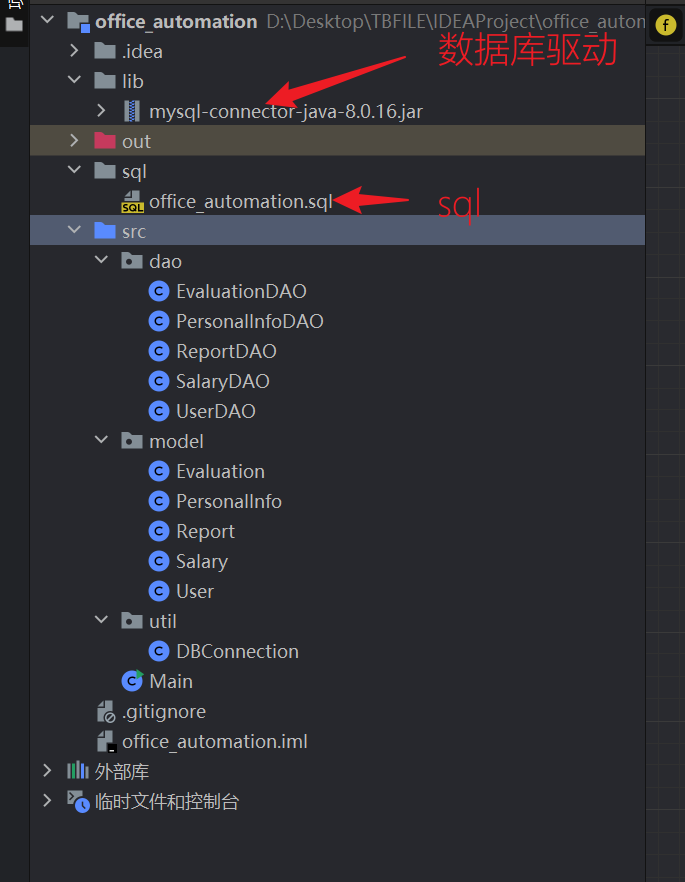 office_automation D:\Desktop\TBFILE\IDEAProject\office_autom
.idea
数据库驱动
lib
mysql-connector-java-8.0.16.jar
out
sql
office_automation.sql
sql
src
dao
EvaluationDAO
PersonalInfoDAO
ReportDAO
SalaryDAO
UserDAO
model
Evaluation
PersonalInfo
Report
Salary
User
util
DBConnection
Main
.gitignore
office_automation.iml
外部库
临时文件和控制台